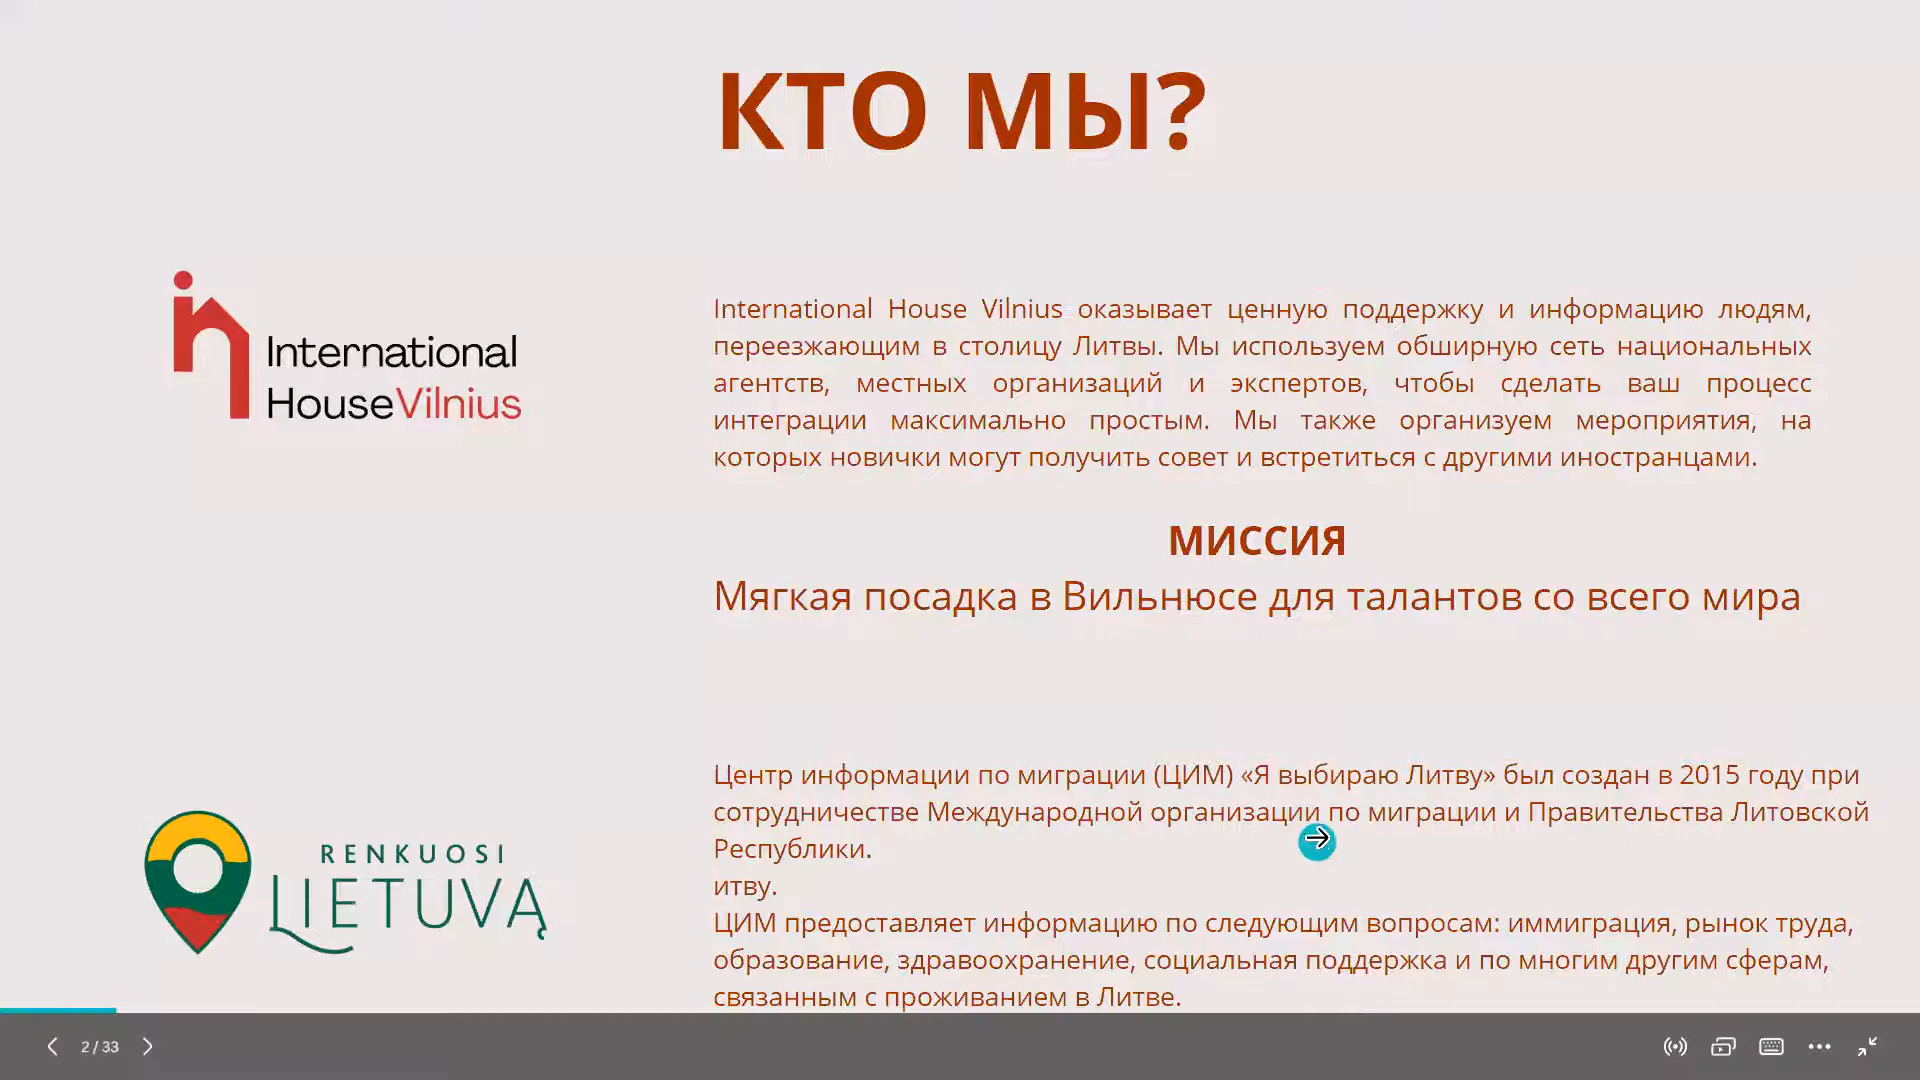 КТО МЫ?
International
HouseVilnius
International House Vilnius оказывает ценную поддержку и информацию людям,
переезжающим в столицу Литвы. Мы используем обширную сеть национальных
агентств, местных организаций и экспертов, чтобы сделать ваш процесс
интеграции максимально простым. Мы также организуем мероприятия, на
которых новички могут получить совет и встретиться с другими иностранцами.
МИССИЯ
Мягкая посадка в Вильнюсе для талантов со всего мира
RENKUOSI
LIETUVĄ
Центр информации по миграции (ЦИМ) «Я выбираю Литву» был создан в 2015 году при
сотрудничестве Международной организации по миграции и Правительства Литовской
Республики.
итву.
ЦИМ предоставляет информацию по следующим вопросам: иммиграция, рынок труда,
образование, здравоохранение, социальная поддержка и по многим другим сферам,
связанным с проживанием в Литве.
2 / 33